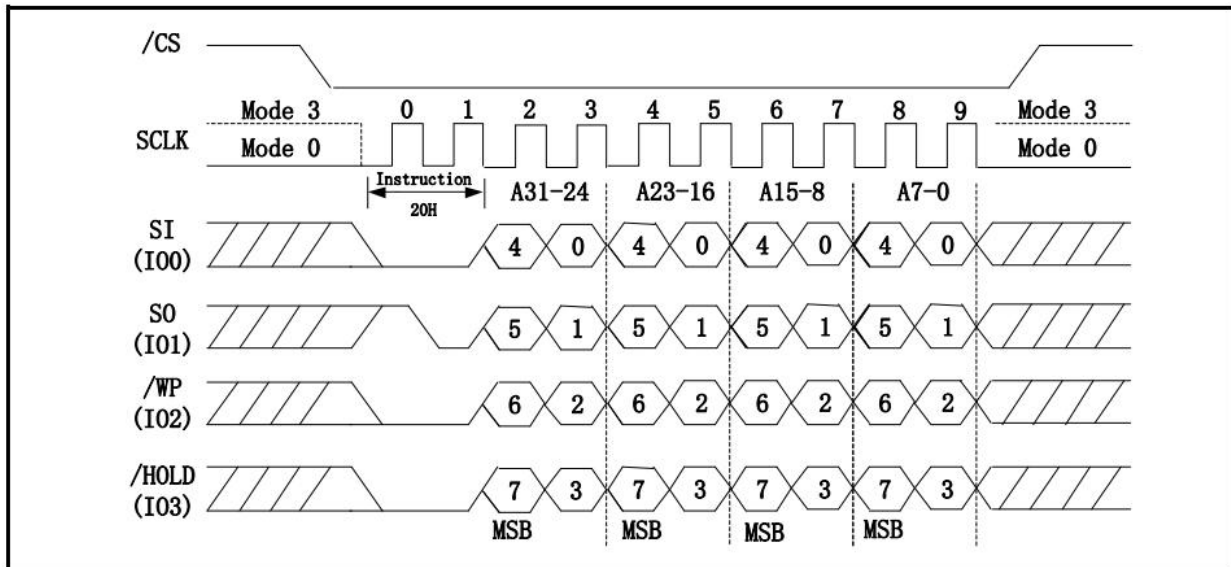 /CS
Mode 3 0 1 2 3 4 5 6 7 8 9 Mode 3
SCLK Mode 0 Mode 0
Instruction A31-24 A23-16 A15-8 A7-0
20H
SI
(IO0) 4 0 4 0 4 0 4 0
SO
(IO1) 5 1 5 1 5 1 5 1
/WP
(IO2) 6 2 6 2 6 2 6 2
/HOLD
(IO3) 7 3 7 3 7 3 7 3
MSB MSB MSB MSB